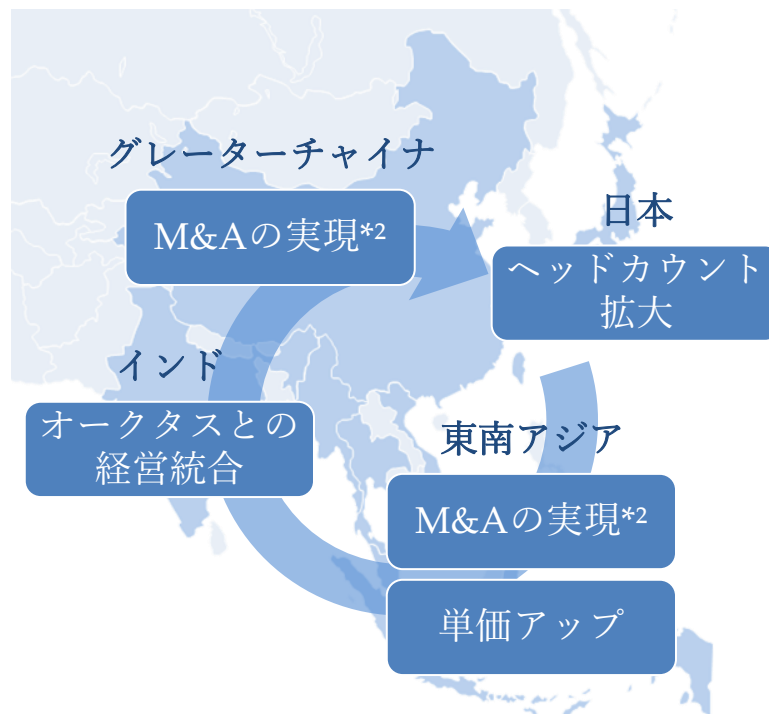 グレーターチャイナ
M&Aの実現*2
日本
ヘッドカウント
拡大
インド
オークタスとの
経営統合
東南アジア
M&Aの実現*2
単価アップ